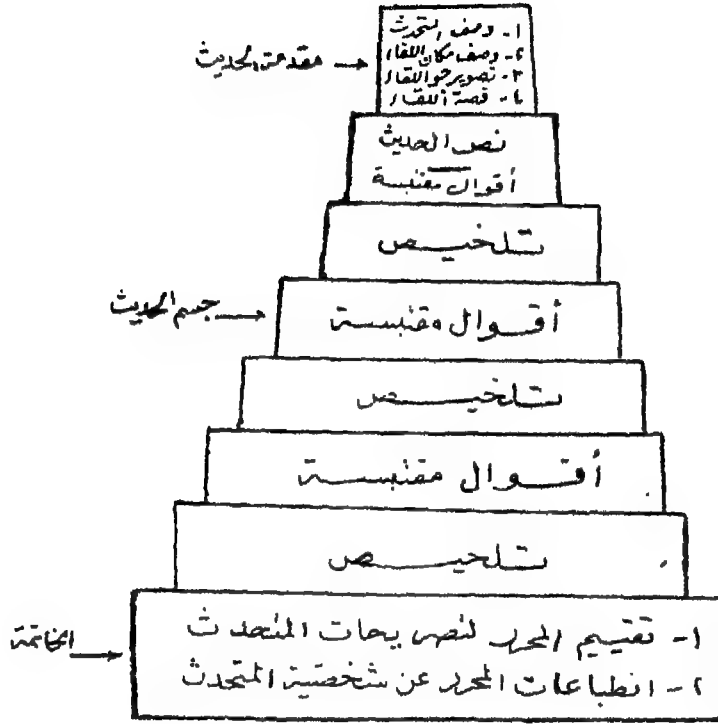 ١- وصف المتحدث
٢- وصف مكان اللقاء
٣- تصوير جو اللقاء
٤- قصة اللقاء
مقدمة الحديث
نص الحديث
أقوال مقتبسة
تلخيص
جسم الحديث
أقوال مقتبسة
تلخيص
أقوال مقتبسة
تلخيص
الخاتمة
١- تقييم المحرر لتصريحات المتحدث
٢- انطباعات المحرر عن شخصية المتحدث